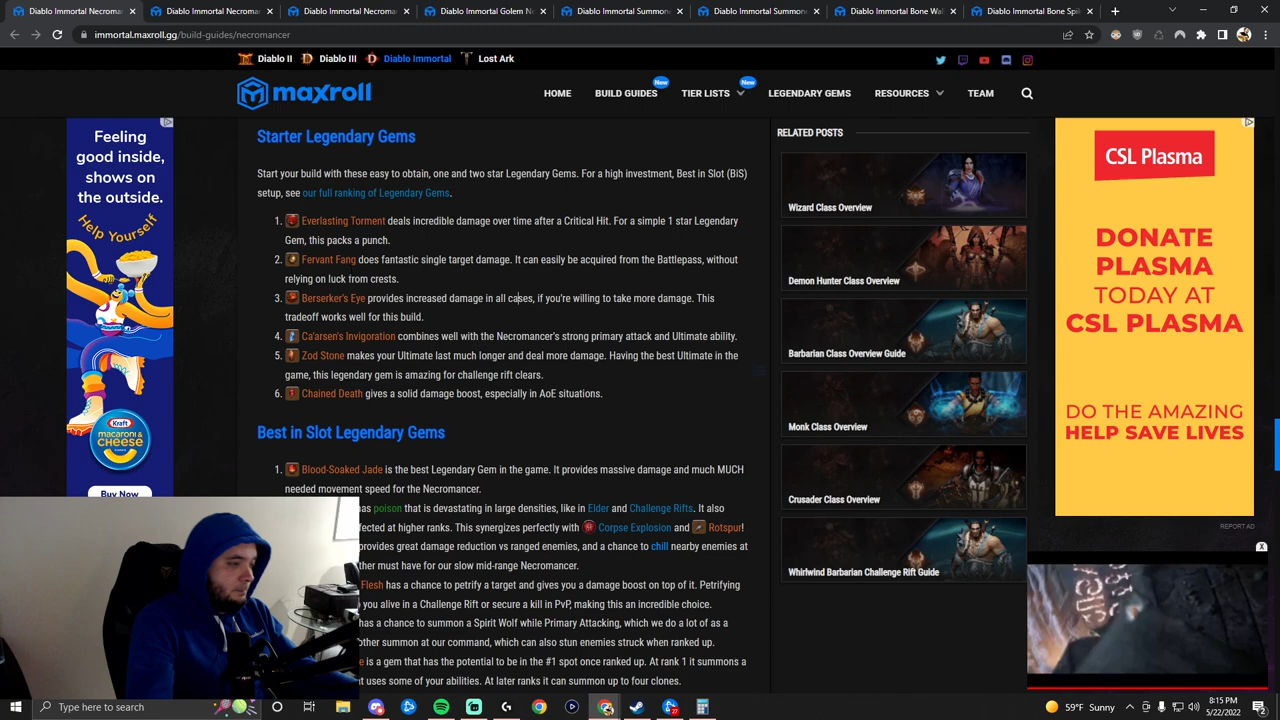 Diablo Immortal Necroma
Diablo Immortal Necromar
Diablo Immortal Necromar
Diablo Immortal Golem Ne
Diablo Immortal Summone
Diablo Immortal Summone
Diablo Immortal Bone Wal
Diablo Immortal Bone Spik
immortal.maxroll.gg/build-guides/necromancer
Diablo II
Diablo III
Diablo Immortal
Lost Ark
maxroll
HOME
BUILD GUIDES
New
TIER LISTS
New
LEGENDARY GEMS
RESOURCES
TEAM
Feeling
good inside,
shows on
the outside.
Help Yourself
Kraft
macaroni &
CHEESE
Buy Now
Starter Legendary Gems
Start your build with these easy to obtain, one and two star Legendary Gems. For a high investment, Best in Slot (BiS)
setup, see our full ranking of Legendary Gems.
1. Everlasting Torment deals incredible damage over time after a Critical Hit. For a simple 1 star Legendary
Gem, this packs a punch.
2. Fervant Fang does fantastic single target damage. It can easily be acquired from the Battlepass, without
relying on luck from crests.
3. Berserker's Eye provides increased damage in all cases, if you're willing to take more damage. This
tradeoff works well for this build.
4. Ca'arsen's Invigoration combines well with the Necromancer's strong primary attack and Ultimate ability.
5. Zod Stone makes your Ultimate last much longer and deal more damage. Having the best Ultimate in the
game, this legendary gem is amazing for challenge rift clears.
6. Chained Death gives a solid damage boost, especially in AoE situations.
Best in Slot Legendary Gems
1. Blood-Soaked Jade is the best Legendary Gem in the game. It provides massive damage and much MUCH
needed movement speed for the Necromancer.
as poison that is devastating in large densities, like in Elder and Challenge Rifts. It also
fected at higher ranks. This synergizes perfectly with Corpse Explosion and Rotspur!
provides great damage reduction vs ranged enemies, and a chance to chill nearby enemies at
ther must have for our slow mid-range Necromancer.
Flesh has a chance to petrify a target and gives you a damage boost on top of it. Petrifying
you alive in a Challenge Rift or secure a kill in PvP, making this an incredible choice.
has a chance to summon a Spirit Wolf while Primary Attacking, which we do a lot of as a
other summon at our command, which can also stun enemies struck when ranked up.
e is a gem that has the potential to be in the #1 spot once ranked up. At rank 1 it summons a
t uses some of your abilities. At later ranks it can summon up to four clones.
RELATED POSTS
Wizard Class Overview
Demon Hunter Class Overview
Barbarian Class Overview Guide
Monk Class Overview
Crusader Class Overview
Whirlwind Barbarian Challenge Rift Guide
CSL Plasma
DONATE
PLASMA
TODAY AT
CSL PLASMA
DO THE AMAZING
HELP SAVE LIVES
REPORT AD
X
Type here to search
27
59°F Sunny
8:15 PM
5/22/2022
2